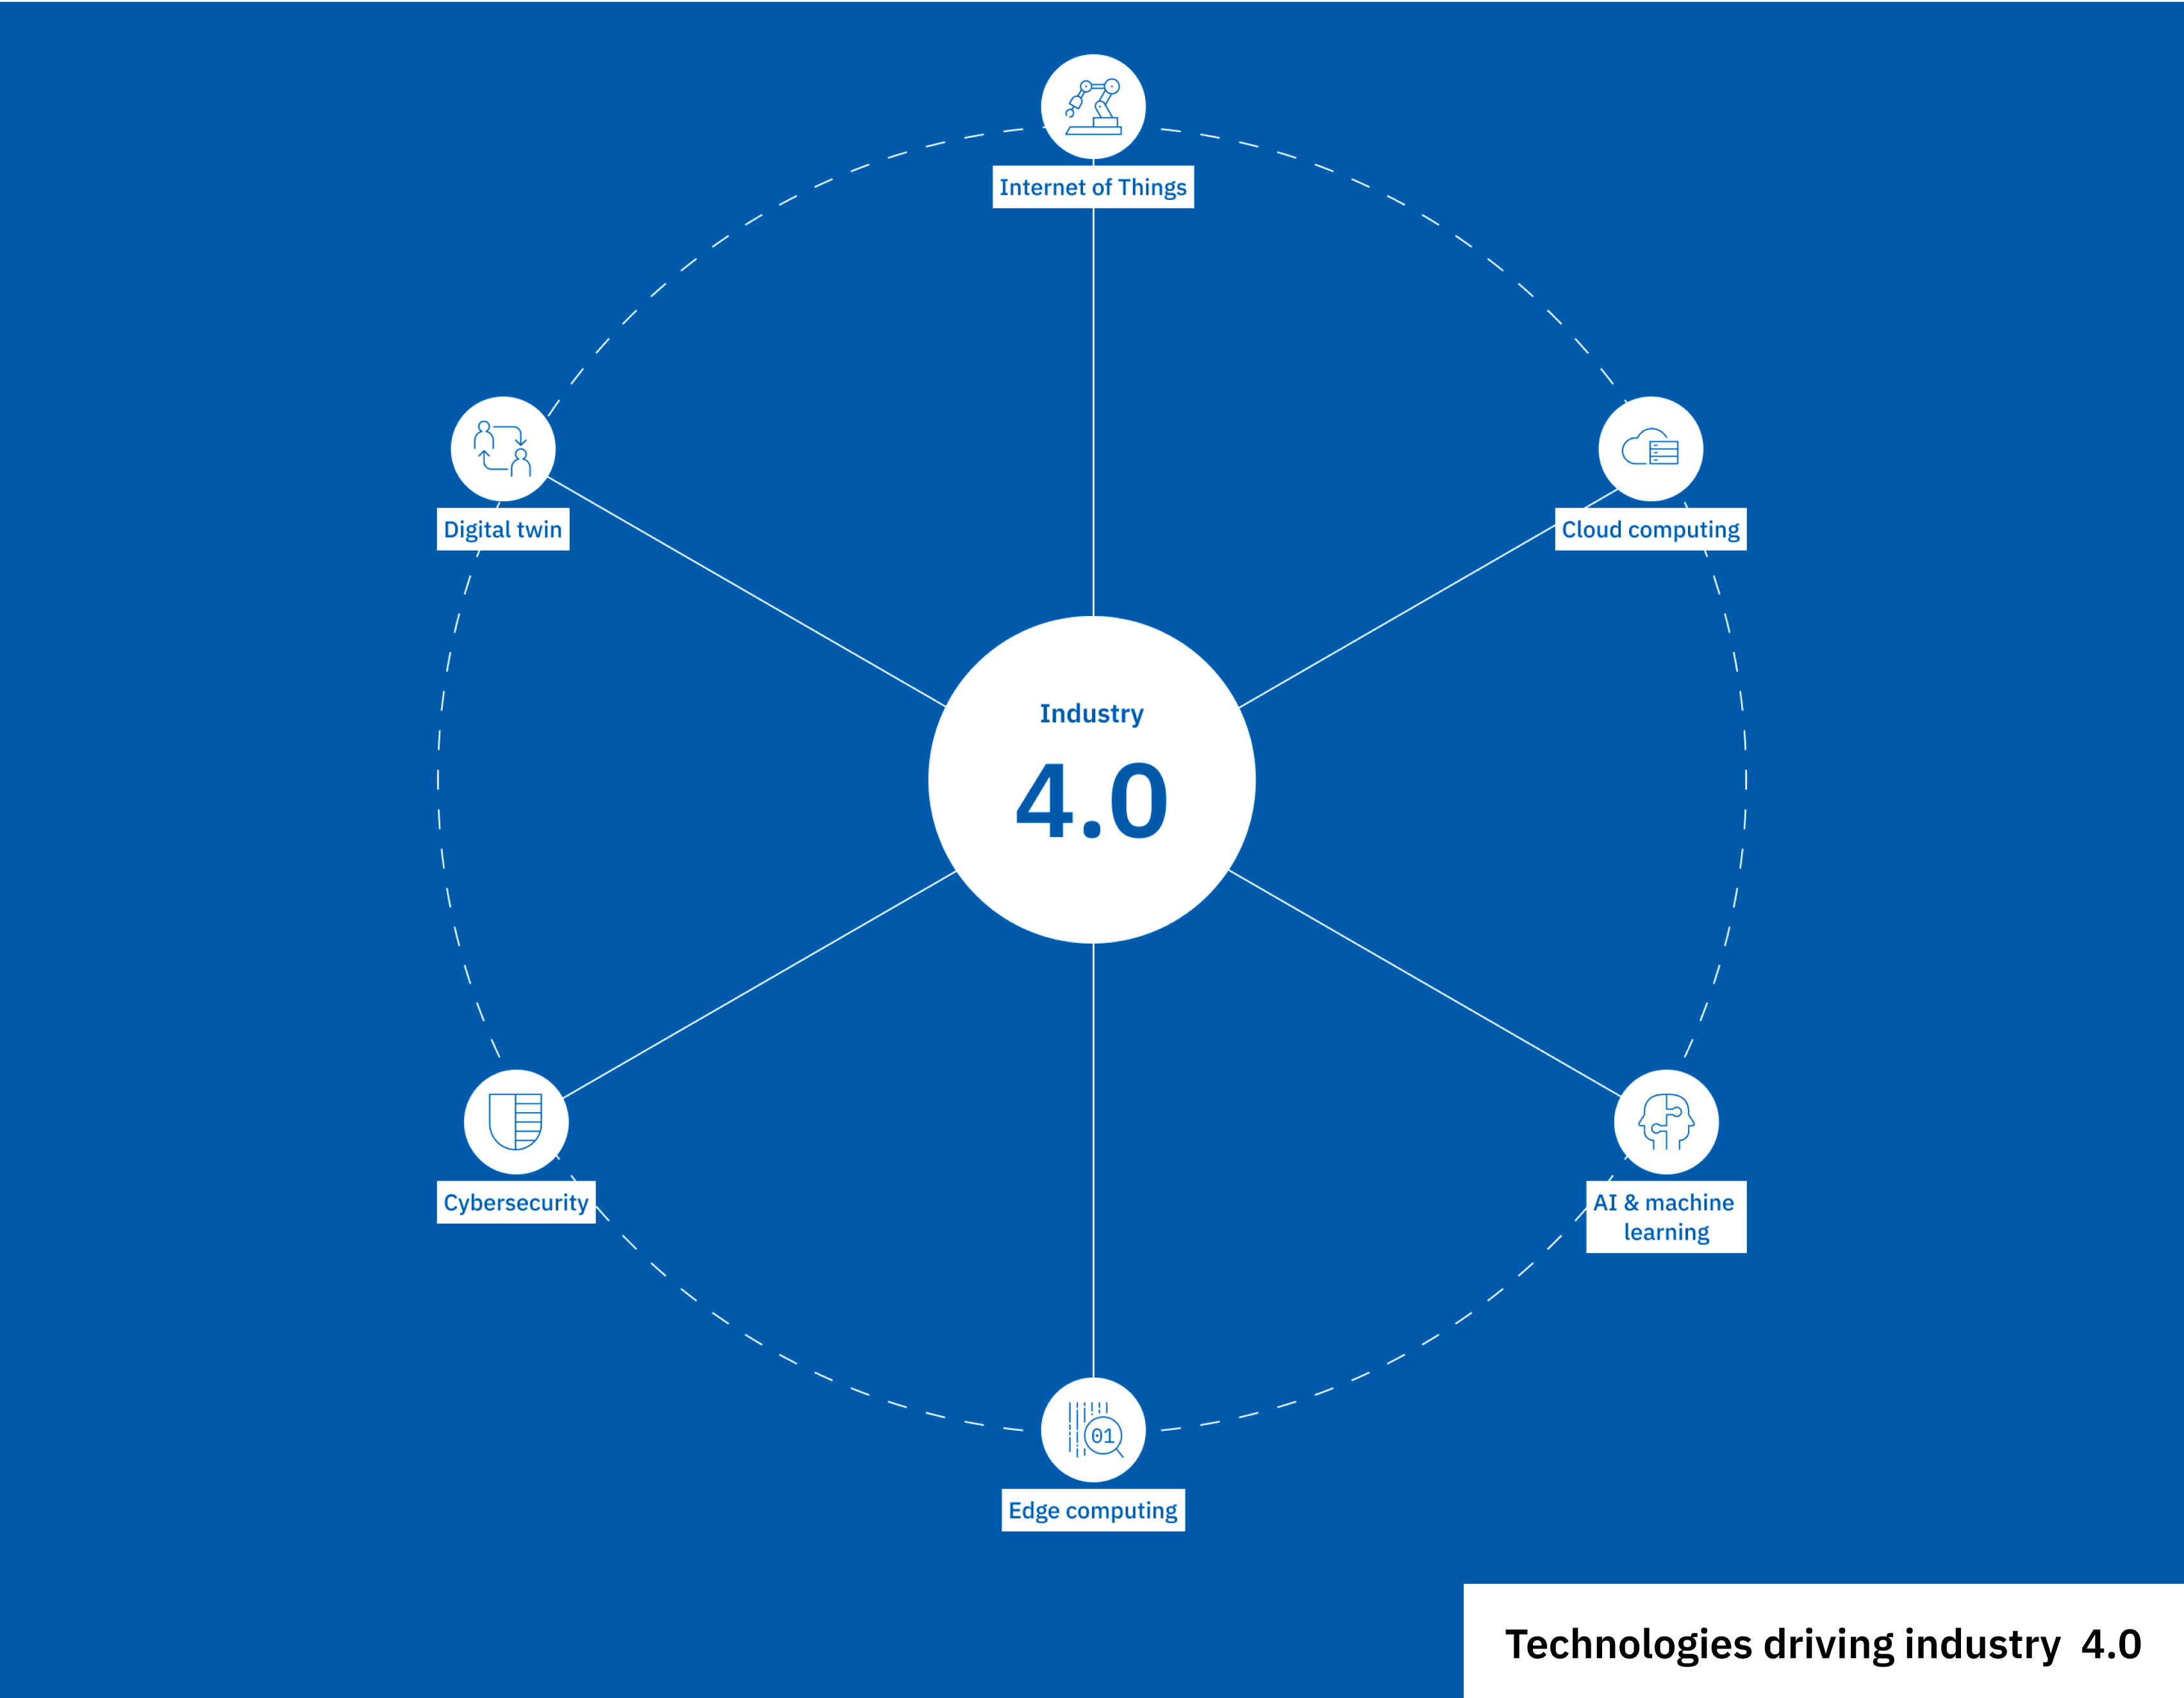 Internet of Things
Digital twin
Cloud computing
Industry
4.0
Cybersecurity
AI & machine
learning
01
Edge computing
Technologies driving industry 4.0